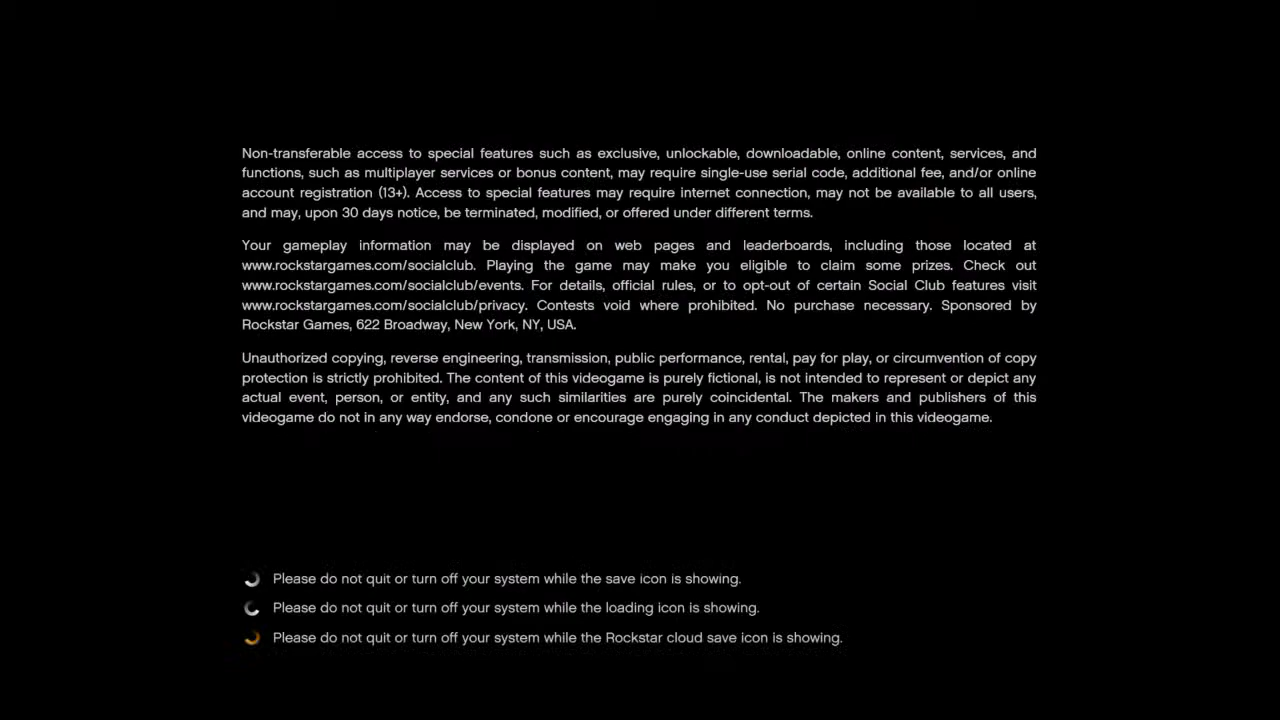 Non-transferable access to special features such as exclusive, unlockable, downloadable, online content, services, and
functions, such as multiplayer services or bonus content, may require single-use serial code, additional fee, and/or online
account registration (13+). Access to special features may require internet connection, may not be available to all users,
and may, upon 30 days notice, be terminated, modified, or offered under different terms.
Your gameplay information may be displayed on web pages and leaderboards, including those located at
www.rockstargames.com/socialclub. Playing the game may make you eligible to claim some prizes. Check out
www.rockstargames.com/socialclub/events. For details, official rules, or to opt-out of certain Social Club features visit
www.rockstargames.com/socialclub/privacy. Contests void where prohibited. No purchase necessary. Sponsored by
Rockstar Games, 622 Broadway, New York, NY, USA.
Unauthorized copying, reverse engineering, transmission, public performance, rental, pay for play, or circumvention of copy
protection is strictly prohibited. The content of this videogame is purely fictional, is not intended to represent or depict any
actual event, person, or entity, and any such similarities are purely coincidental. The makers and publishers of this
videogame do not in any way endorse, condone or encourage engaging in any conduct depicted in this videogame.
Please do not quit or turn off your system while the save icon is showing.
Please do not quit or turn off your system while the loading icon is showing.
Please do not quit or turn off your system while the Rockstar cloud save icon is showing.